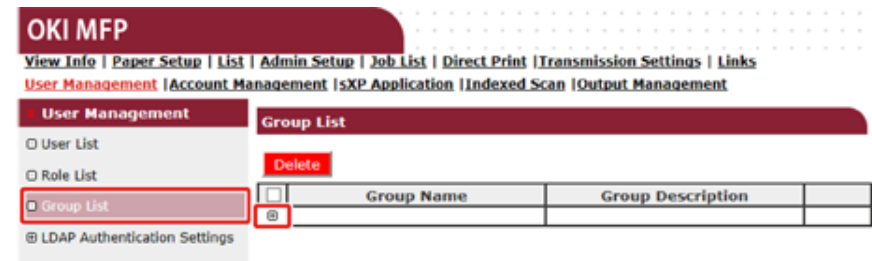 OKI MFP
View Info | Paper Setup | List | Admin Setup | Job List | Direct Print |Transmission Settings | Links
User Management |Account Management |sXP Application |Indexed Scan |Output Management
User Management
User List
Role List
Group List
LDAP Authentication Settings
Group List
Delete
Group Name Group Description